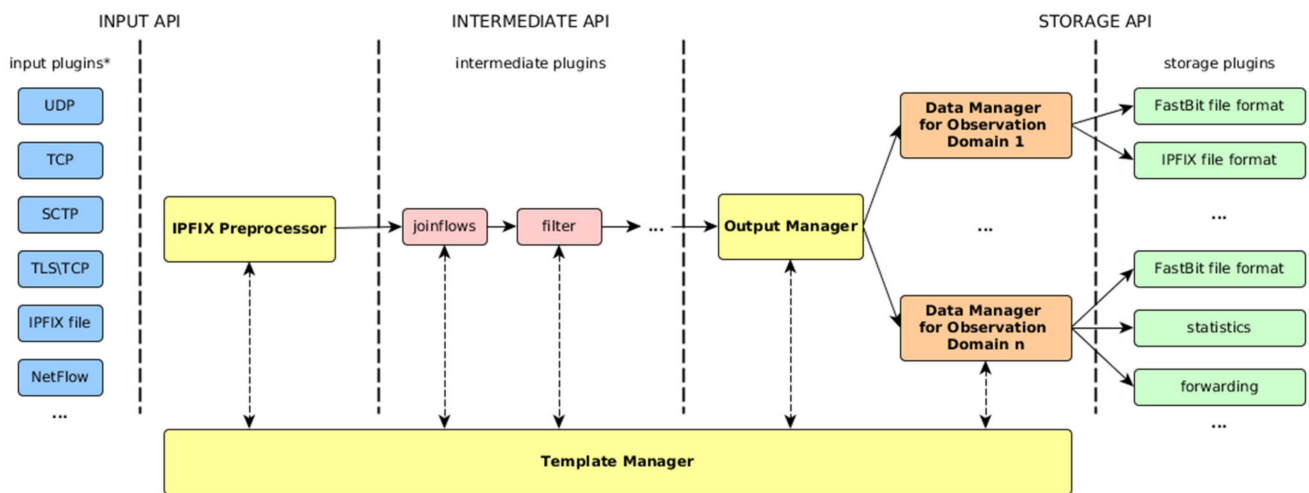 INPUT API
INTERMEDIATE API
STORAGE API
input plugins*
intermediate plugins
storage plugins
UDP
TCP
SCTP
TLS\TCP
IPFIX file
NetFlow
...
IPFIX Preprocessor
joinflows
filter
...
Output Manager
Data Manager
for Observation
Domain 1
...
Data Manager
for Observation
Domain n
FastBit file format
IPFIX file format
...
FastBit file format
statistics
forwarding
...
Template Manager